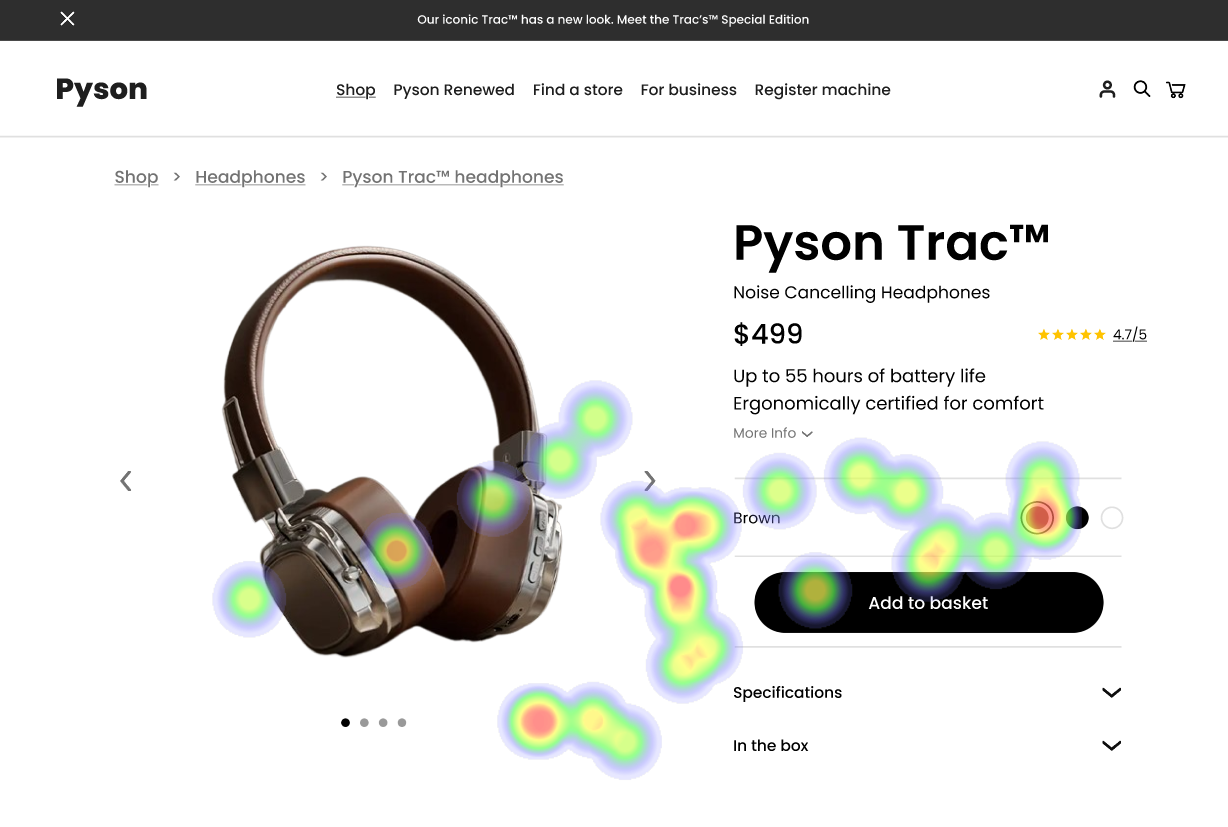 Our iconic Trac™ has a new look. Meet the Trac’s™ Special Edition
Pyson
Shop
Pyson Renewed
Find a store
For business
Register machine
Shop > Headphones > Pyson Trac™ headphones
Pyson Trac™
Noise Cancelling Headphones
$499
4.7/5
Up to 55 hours of battery life
Ergonomically certified for comfort
More Info
Brown
Add to basket
Specifications
In the box